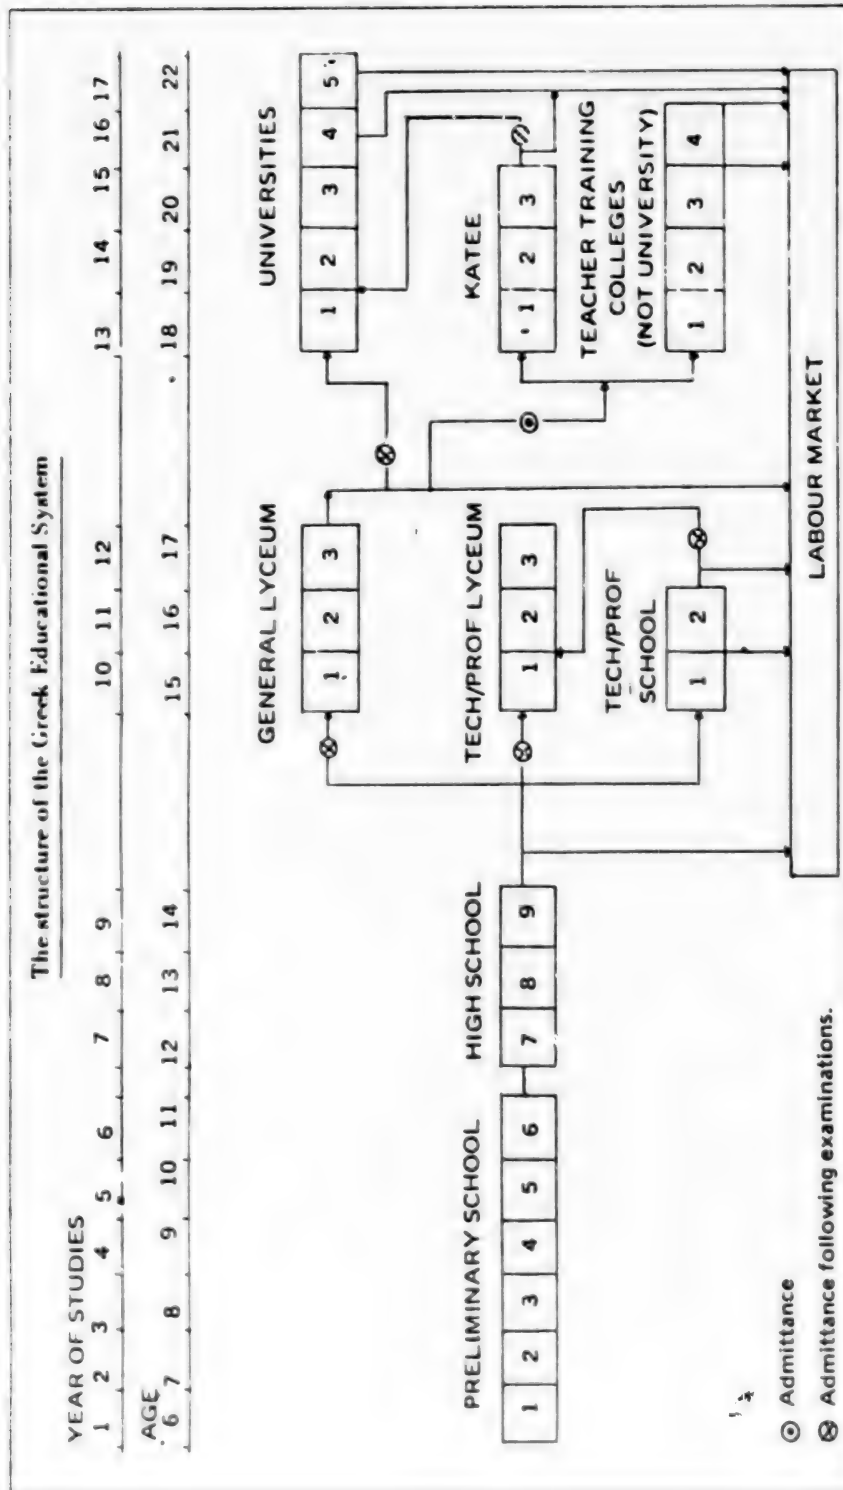 The structure of the Greek Educational System
YEAR OF STUDIES
1 2 3 4 5 6 7 8 9 10 11 12 13 14 15 16 17
AGE
6 7 8 9 10 11 12 13 14 15 16 17 18 19 20 21 22
GENERAL LYCEUM
1 2 3
UNIVERSITIES
1 2 3 4 5
PRELIMINARY SCHOOL
1 2 3 4 5 6
HIGH SCHOOL
7 8 9
TECH/PROF LYCEUM
1 2 3
KATEE
1 2 3
TECH/PROF
SCHOOL
1 2
TEACHER TRAINING
COLLEGES
(NOT UNIVERSITY)
1 2 3 4
LABOUR MARKET
Admittance
Admittance following examinations.